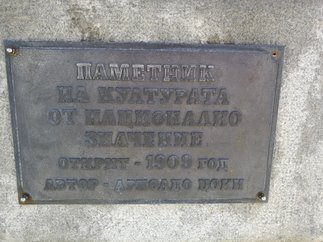 ПАМЕТНИК
НА КУЛТУРАТА
ОТ НАЦИОНАЛНО
ЗНАЧЕНИЕ
ОТКРИТ - 1909 ГОД
АВТОР - АРНОЛДО ЦОКИ